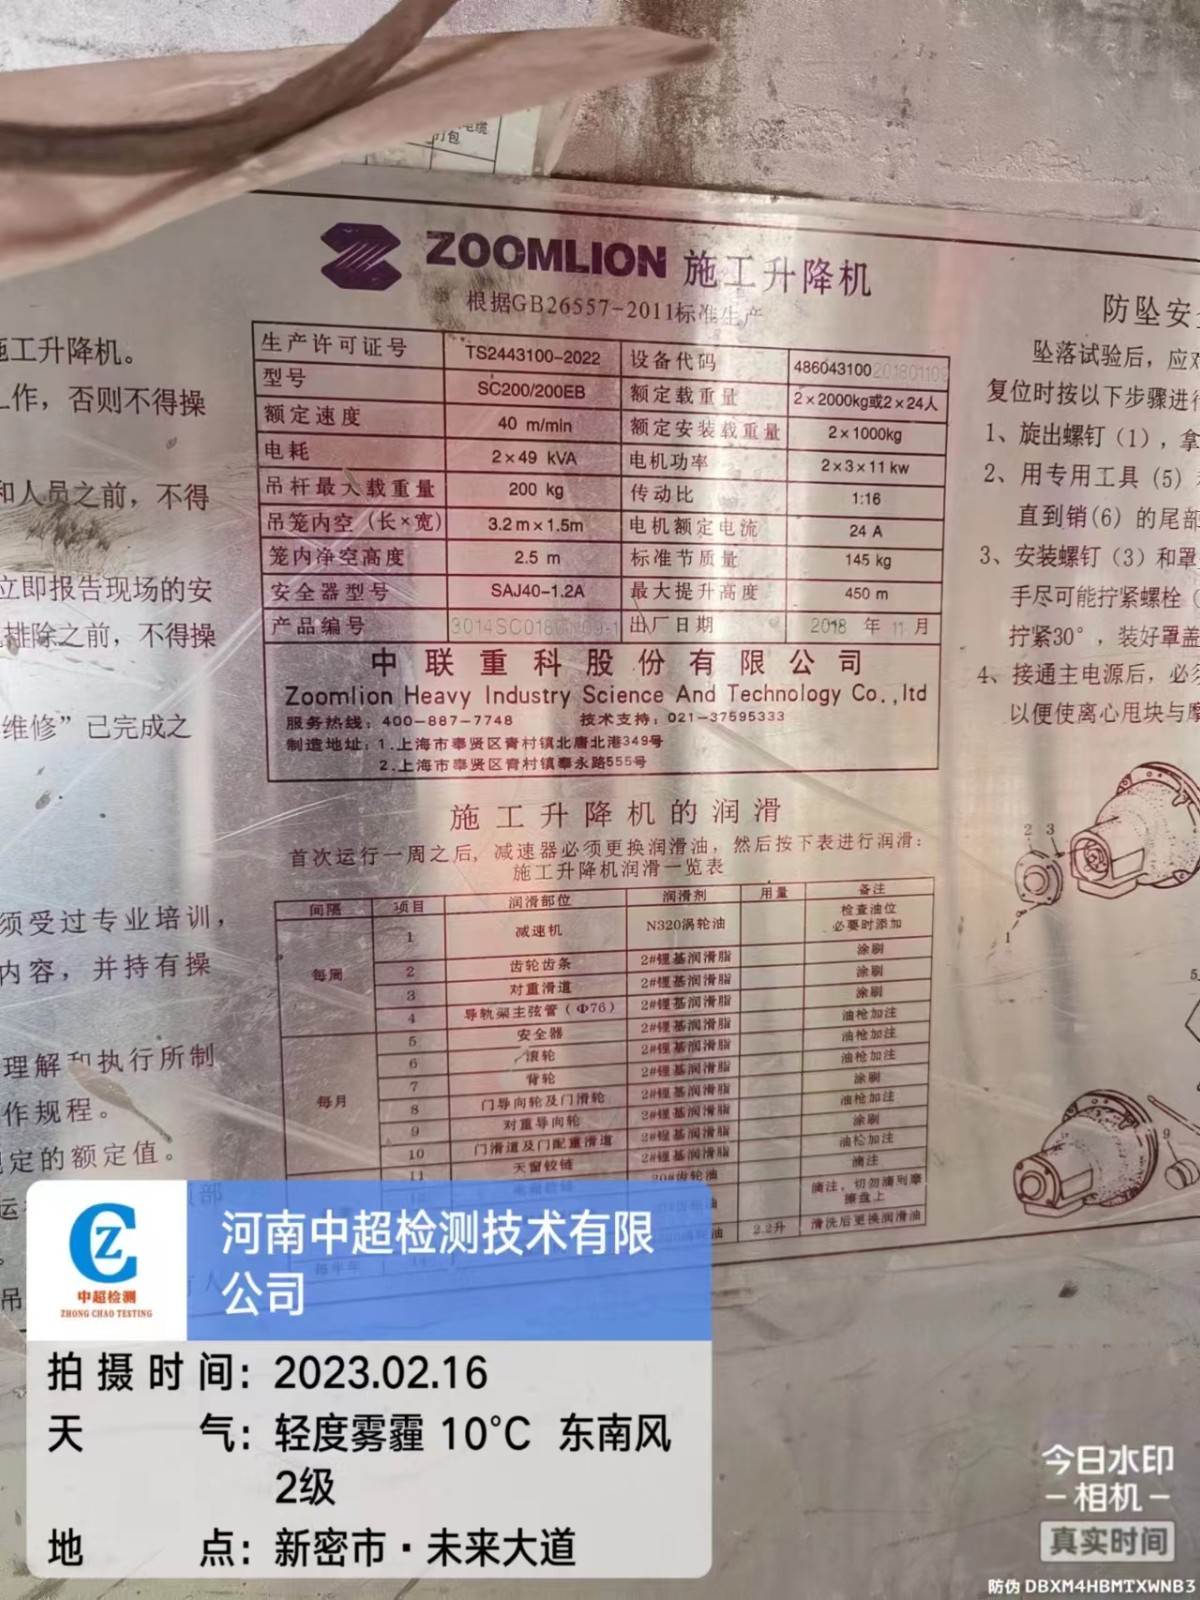 电缆
打包
ZOOMLION 施工升降机
根据GB26557-2011标准生产
生产许可证号 TS2443100-2022 设备代码 486043100
型号 SC200/200EB 额定载重量 2×2000kg或2×24人
额定速度 40 m/min 额定安装载重量 2×1000kg
电耗 2×49 kVA 电机功率 2×3×11kw
吊杆最大载重量 200 kg 传动比 1:16
吊笼内空（长×宽） 3.2m×1.5m 电机额定电流 24 A
笼内净空高度 2.5 m 标准节质量 145 kg
安全器型号 SAJ40-1.2A 最大提升高度 450 m
产品编号 出厂日期 2018 年 11 月
中联重科股份有限公司
Zoomlion Heavy Industry Science And Technology Co.,ltd
服务热线：400-887-7748 技术支持：021-37595333
制造地址：1.上海市奉贤区青村镇北唐北港349号
2.上海市奉贤区青村镇奉永路555号
施工升降机的润滑
首次运行一周之后，减速器必须更换润滑油，然后按下表进行润滑：
施工升降机润滑一览表
间隔 项目 润滑部位 润滑剂 用量 备注
每周 1 减速机 N320涡轮油 检查油位
必要时添加
2 齿轮齿条 2#锂基润滑脂 涂刷
3 对重滑道 2#锂基润滑脂 涂刷
4 导轨架主弦管（Φ76） 2#锂基润滑脂 涂刷
每月 5 安全器 2#锂基润滑脂 油枪加注
6 滚轮 2#锂基润滑脂 油枪加注
7 背轮 2#锂基润滑脂 油枪加注
8 门导向轮及门滑轮 2#锂基润滑脂 涂刷
9 对重导向轮 2#锂基润滑脂 油枪加注
10 门滑道及门配重滑道 2#锂基润滑脂 涂刷
11 天窗铰链 20#齿轮油 油松加注
滴注
滴注，切勿滴到摩
擦盘上
2.2升 清洗后更换润滑油
施工升降机。
工作，否则不得操
和人员之前，不得
立即报告现场的安
排除之前，不得操
维修”已完成之
须受过专业培训，
内容，并持有操
理解和执行所制
作规程。
规定的额定值。
防坠安
坠落试验后，应对
复位时按以下步骤进行
1、旋出螺钉（1），拿
2、用专用工具（5）
直到销(6）的尾部
3、安装螺钉（3）和罩
手尽可能拧紧螺栓（
拧紧30°，装好罩盖
4、接通主电源后，必须
以便使离心甩块与摩
2 3
1
5
9
中超检测
ZHONG CHAO TESTING
河南中超检测技术有限
公司
拍摄时间：2023.02.16
天气：轻度雾霾 10℃ 东南风
2级
地点：新密市·未来大道
今日水印
-相机-
真实时间
防伪 DBXM4HBMTXWNB3